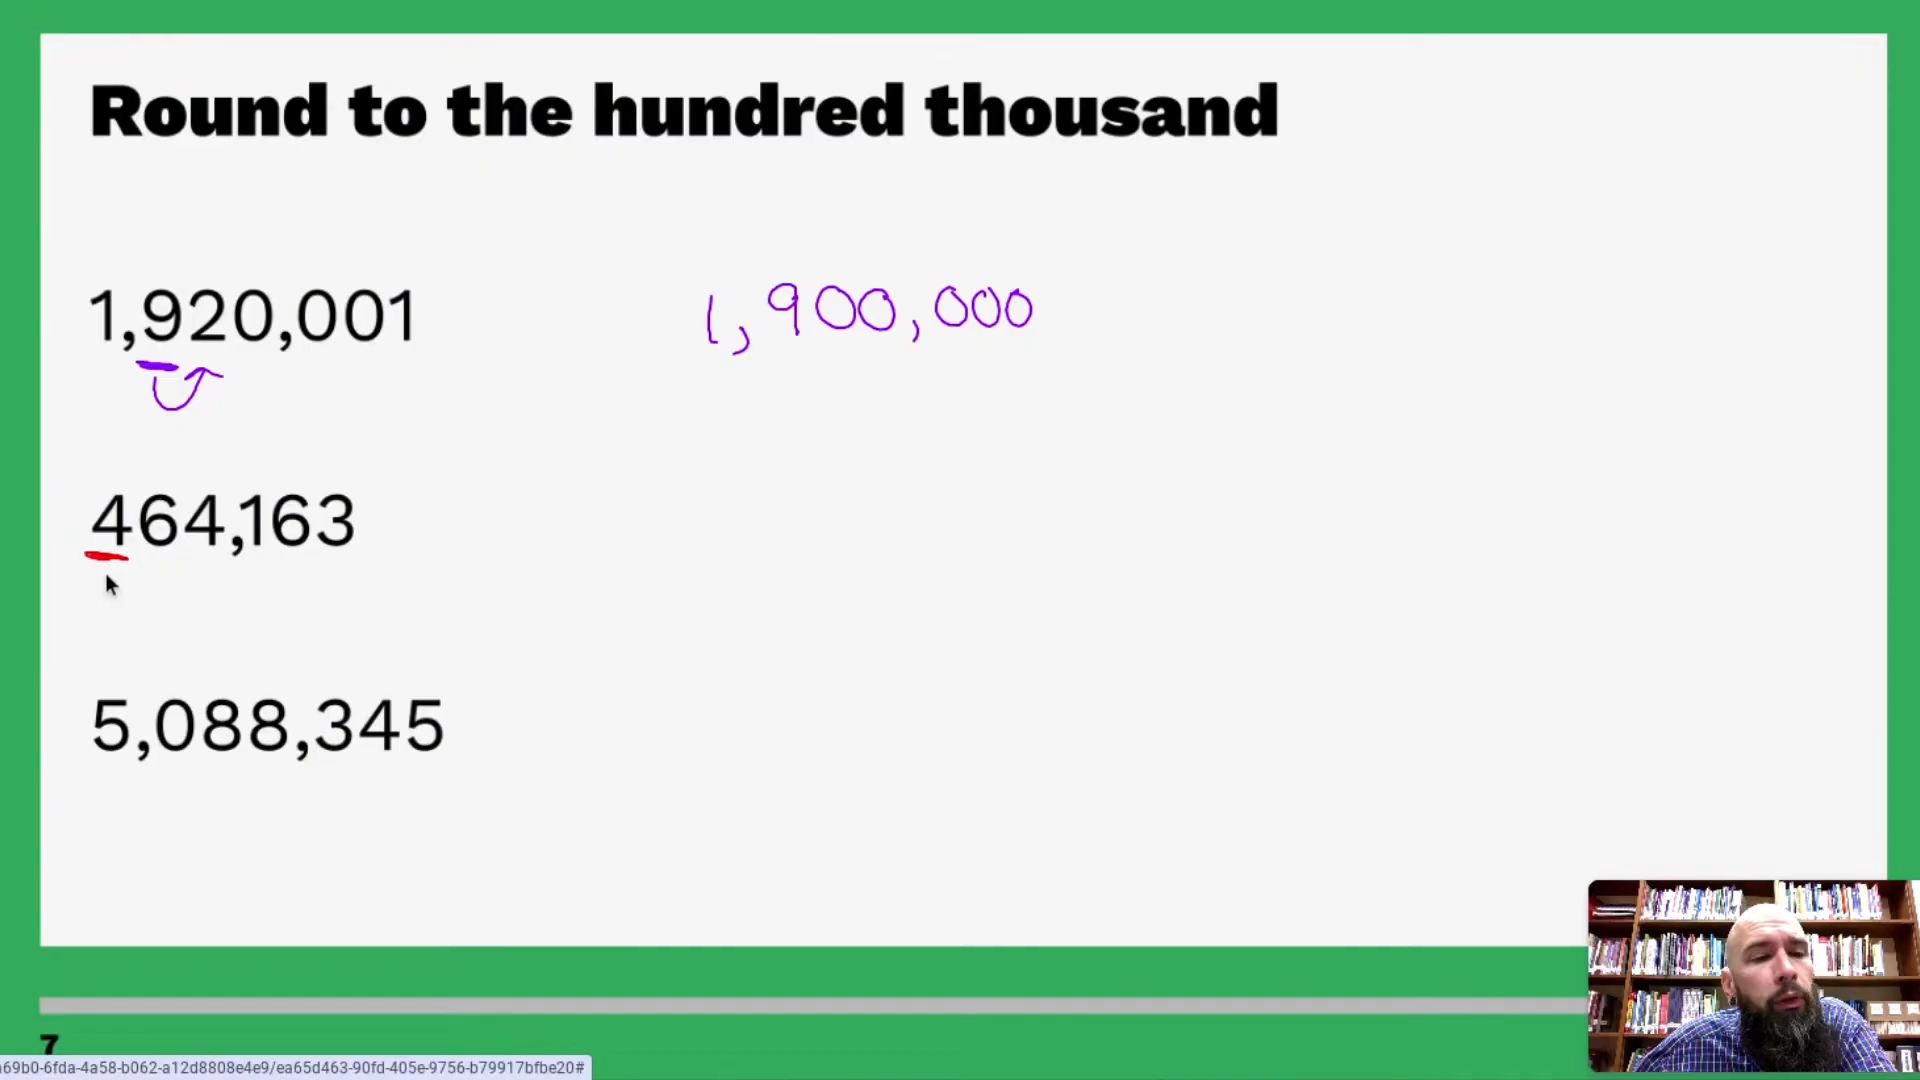 Round to the hundred thousand
1,920,001 1,900,000
464,163
5,088,345
7
69b0-6fda-4a58-b062-a12d8808e4e9/ea65d463-90fd-405e-9756-b79917bfbe20#